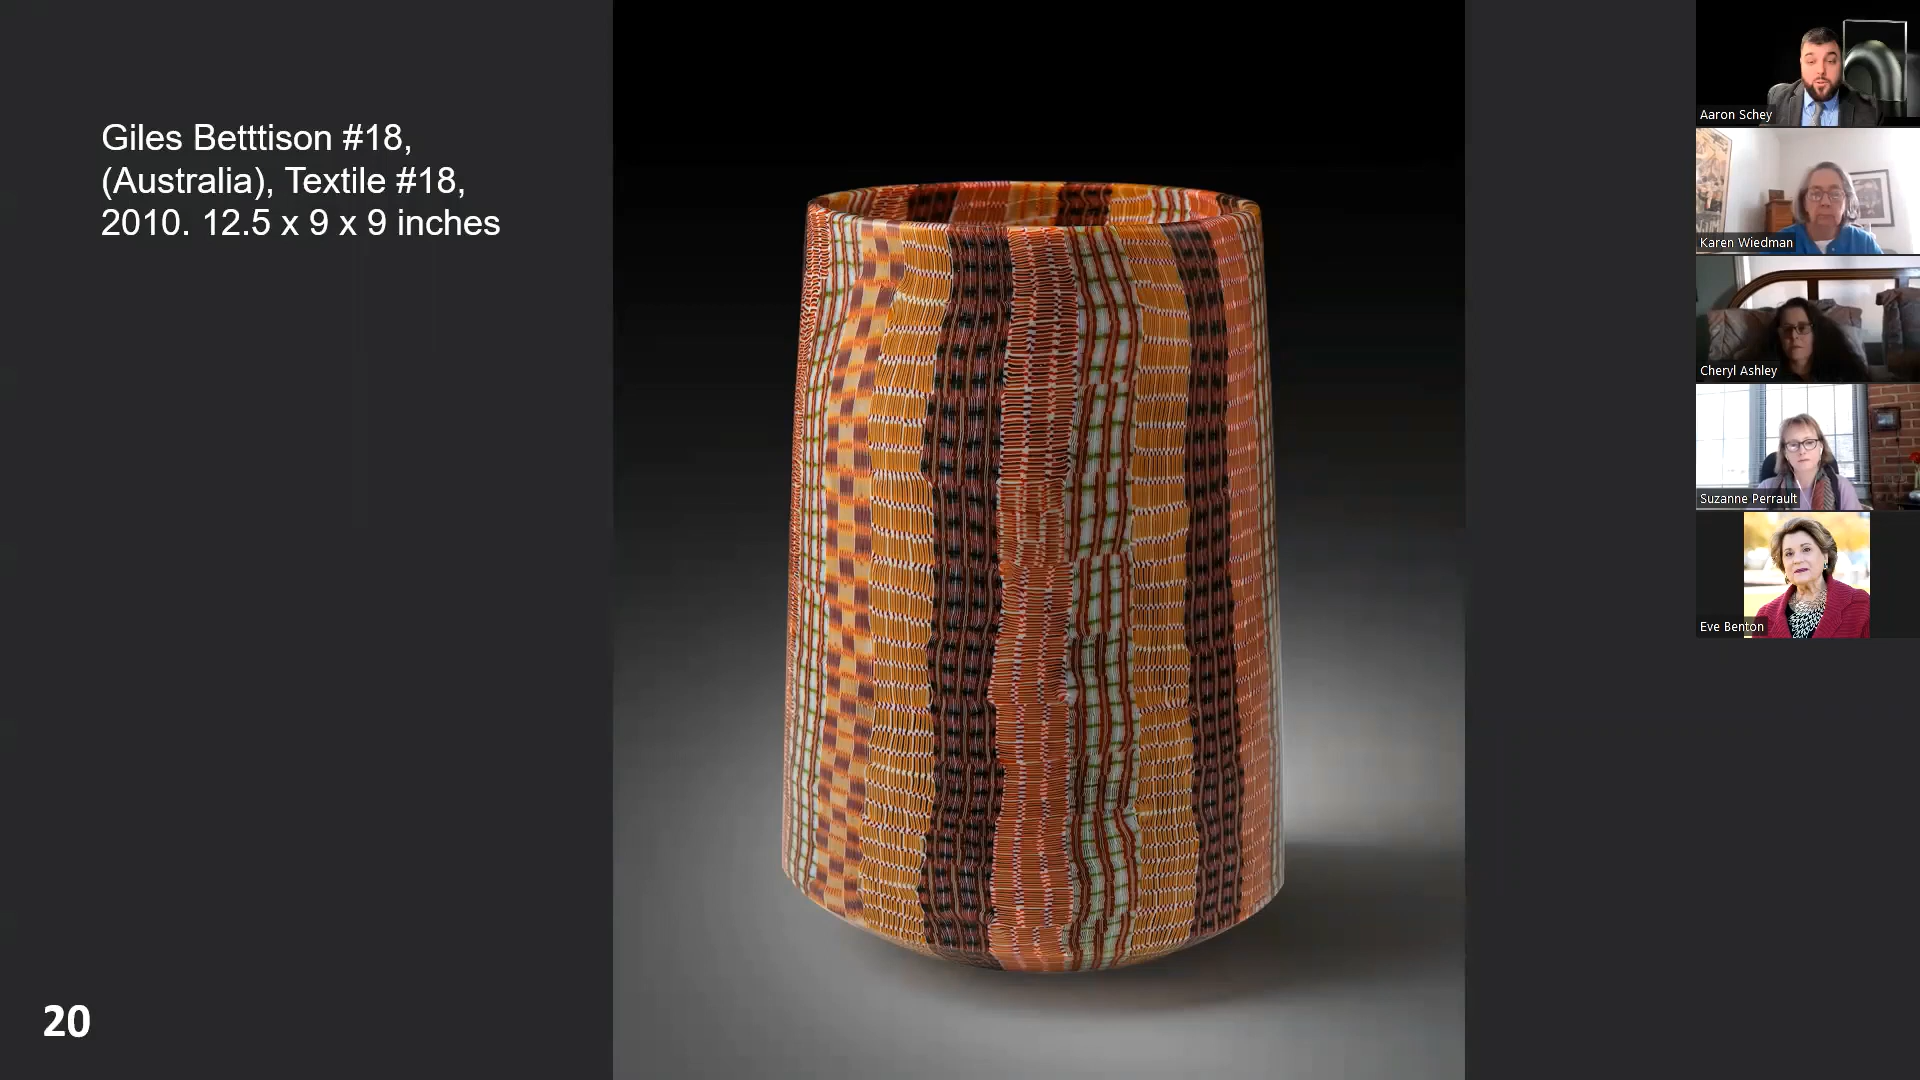 Giles Betttison #18,
(Australia), Textile #18,
2010. 12.5 x 9 x 9 inches
20
Aaron Schey
Karen Wiedman
Cheryl Ashley
Suzanne Perrault
Eve Benton